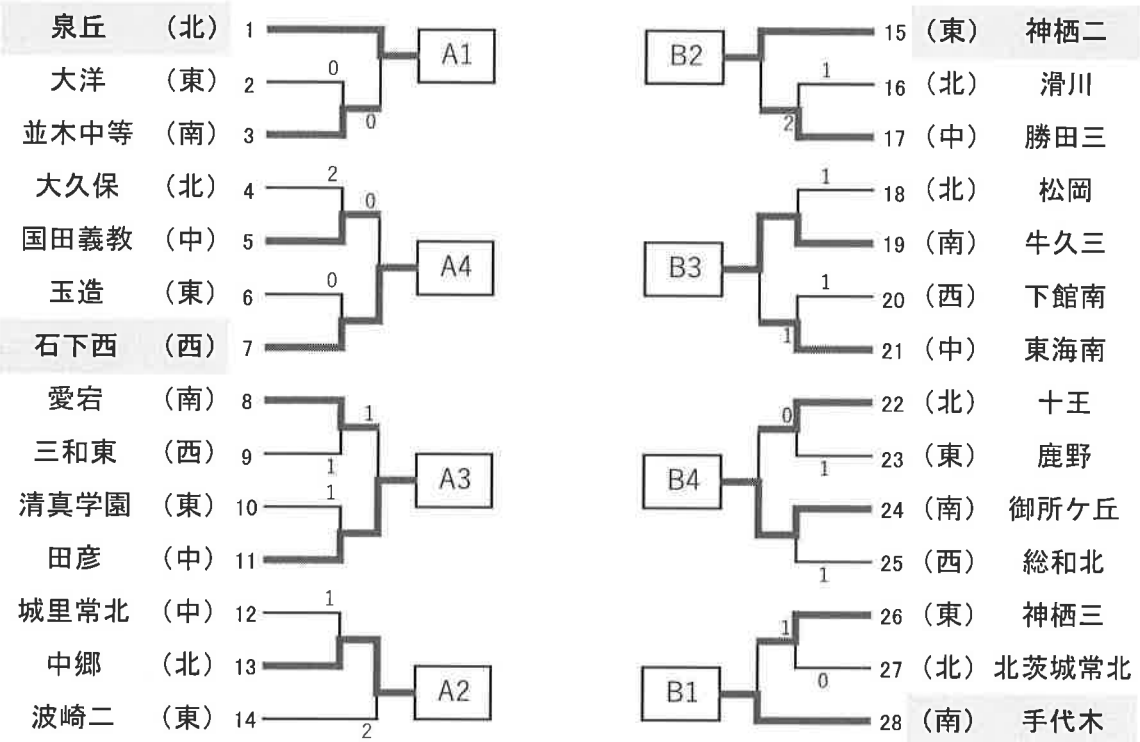 泉丘 （北） 1
大洋 （東） 2 0
並木中等 （南） 3
0
A1
大久保 （北） 4 2
国田義教 （中） 5
0
玉造 （東） 6 0
石下西 （西） 7
A4
愛宕 （南） 8
1
三和東 （西） 9 1
清真学園 （東） 10 1
田彦 （中） 11
A3
城里常北 （中） 12 1
中郷 （北） 13
波崎二 （東） 14 2
A2
B2
15 （東） 神栖二
1 16 （北） 滑川
2
17 （中） 勝田三
B3
1 18 （北） 松岡
19 （南） 牛久三
1 20 （西） 下館南
1
21 （中） 東海南
B4
22 （北） 十王
0
1 23 （東） 鹿野
24 （南） 御所ケ丘
1 25 （西） 総和北
B1
26 （東） 神栖三
1
0 27 （北） 北茨城常北
28 （南） 手代木